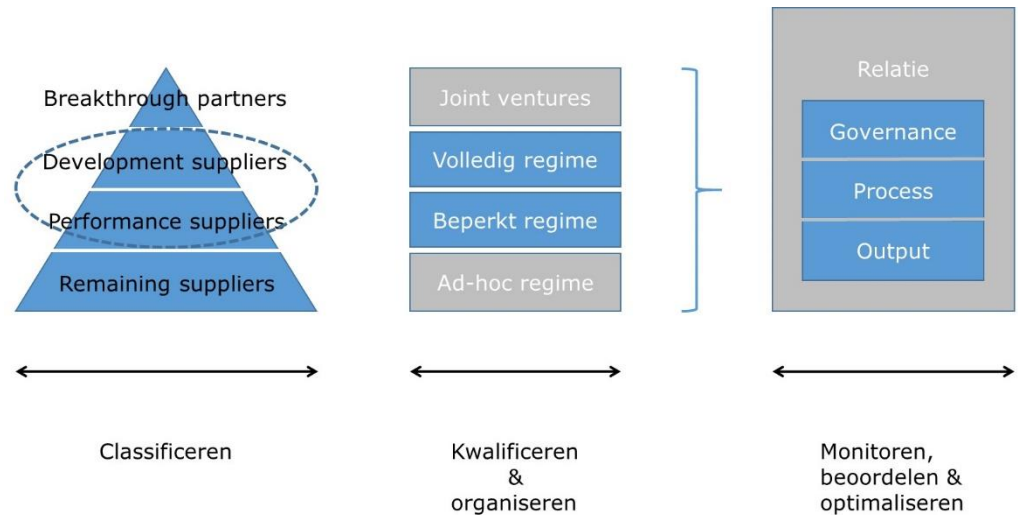 Breakthrough partners
Development suppliers
Performance suppliers
Remaining suppliers
Joint ventures
Volledig regime
Beperkt regime
Ad-hoc regime
Relatie
Governance
Process
Output
Classificeren
Kwalificeren
&
organiseren
Monitoren,
beoordelen &
optimaliseren